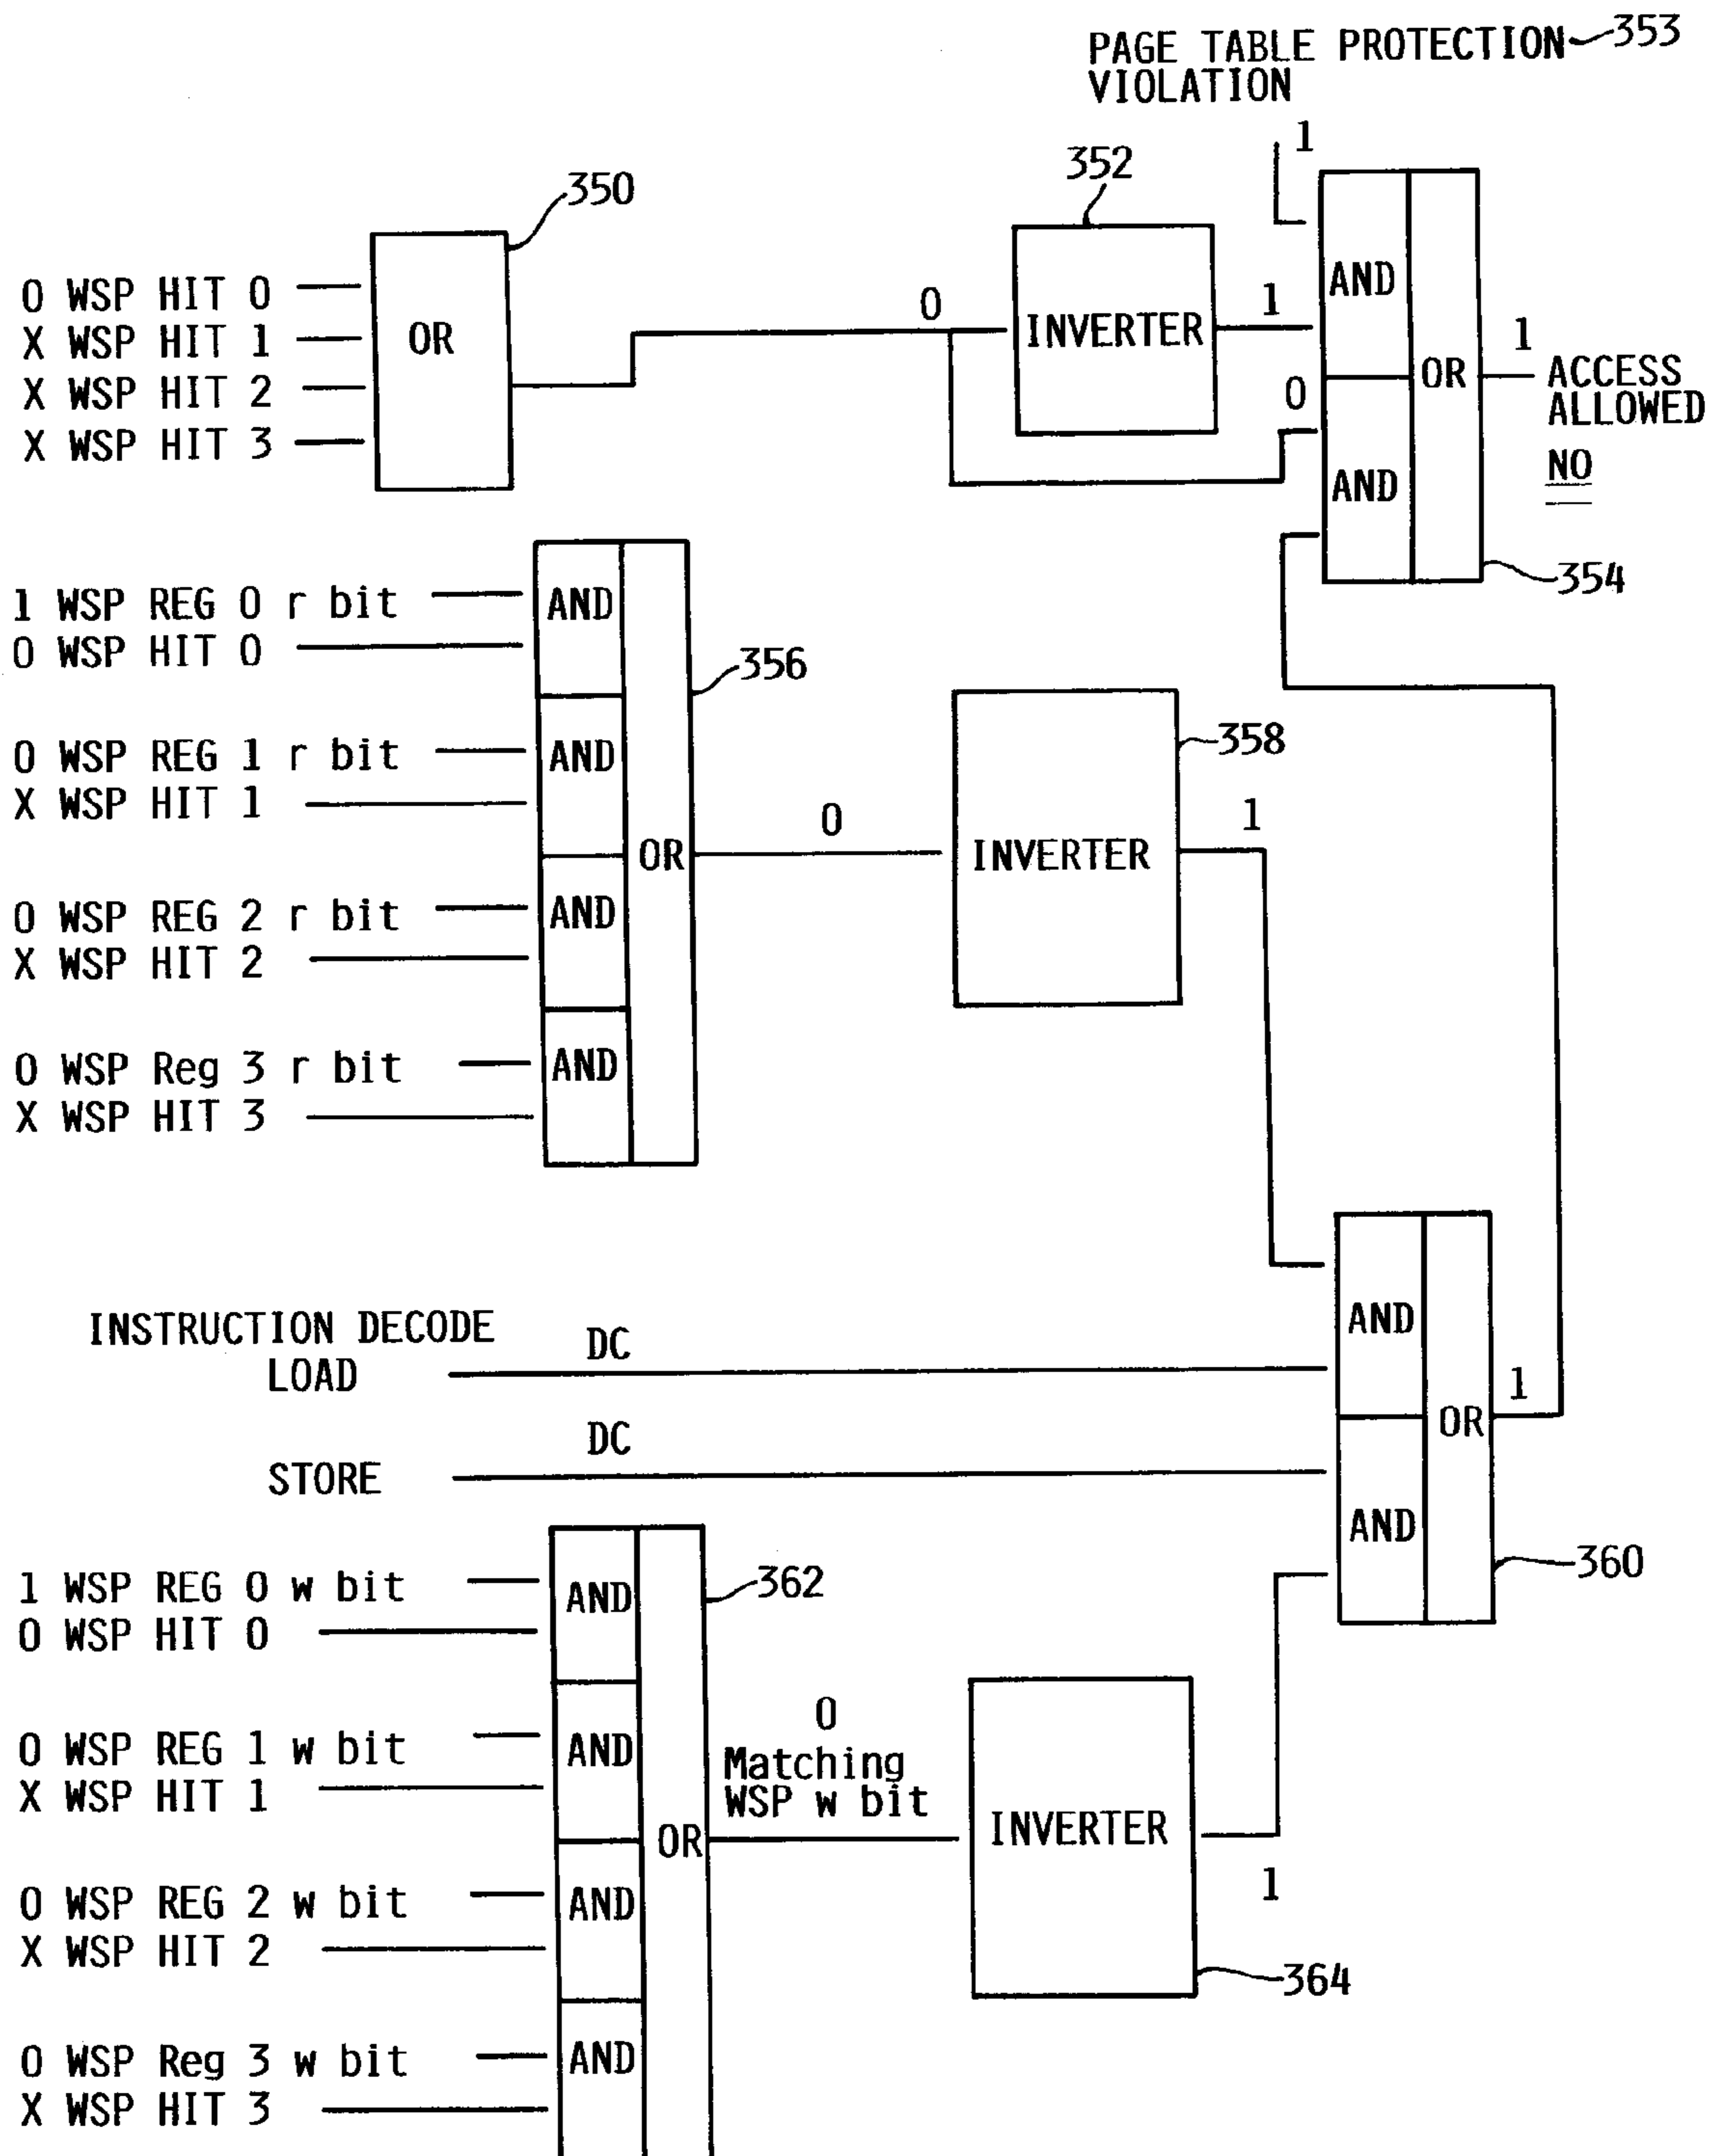 PAGE TABLE PROTECTION 353
VIOLATION
1
352
350
0 WSP HIT 0
X WSP HIT 1
X WSP HIT 2
X WSP HIT 3
OR
0
INVERTER
1
0
AND
AND
OR
1
ACCESS
ALLOWED
NO
354
1 WSP REG 0 r bit
0 WSP HIT 0
0 WSP REG 1 r bit
X WSP HIT 1
0 WSP REG 2 r bit
X WSP HIT 2
0 WSP Reg 3 r bit
X WSP HIT 3
AND
AND
AND
AND
OR
356
0
INVERTER
358
1
INSTRUCTION DECODE
LOAD
DC
STORE
DC
AND
AND
OR
1
360
1 WSP REG 0 w bit
0 WSP HIT 0
0 WSP REG 1 w bit
X WSP HIT 1
0 WSP REG 2 w bit
X WSP HIT 2
0 WSP Reg 3 w bit
X WSP HIT 3
AND
AND
AND
AND
OR
362
0
Matching
WSP w bit
INVERTER
1
364